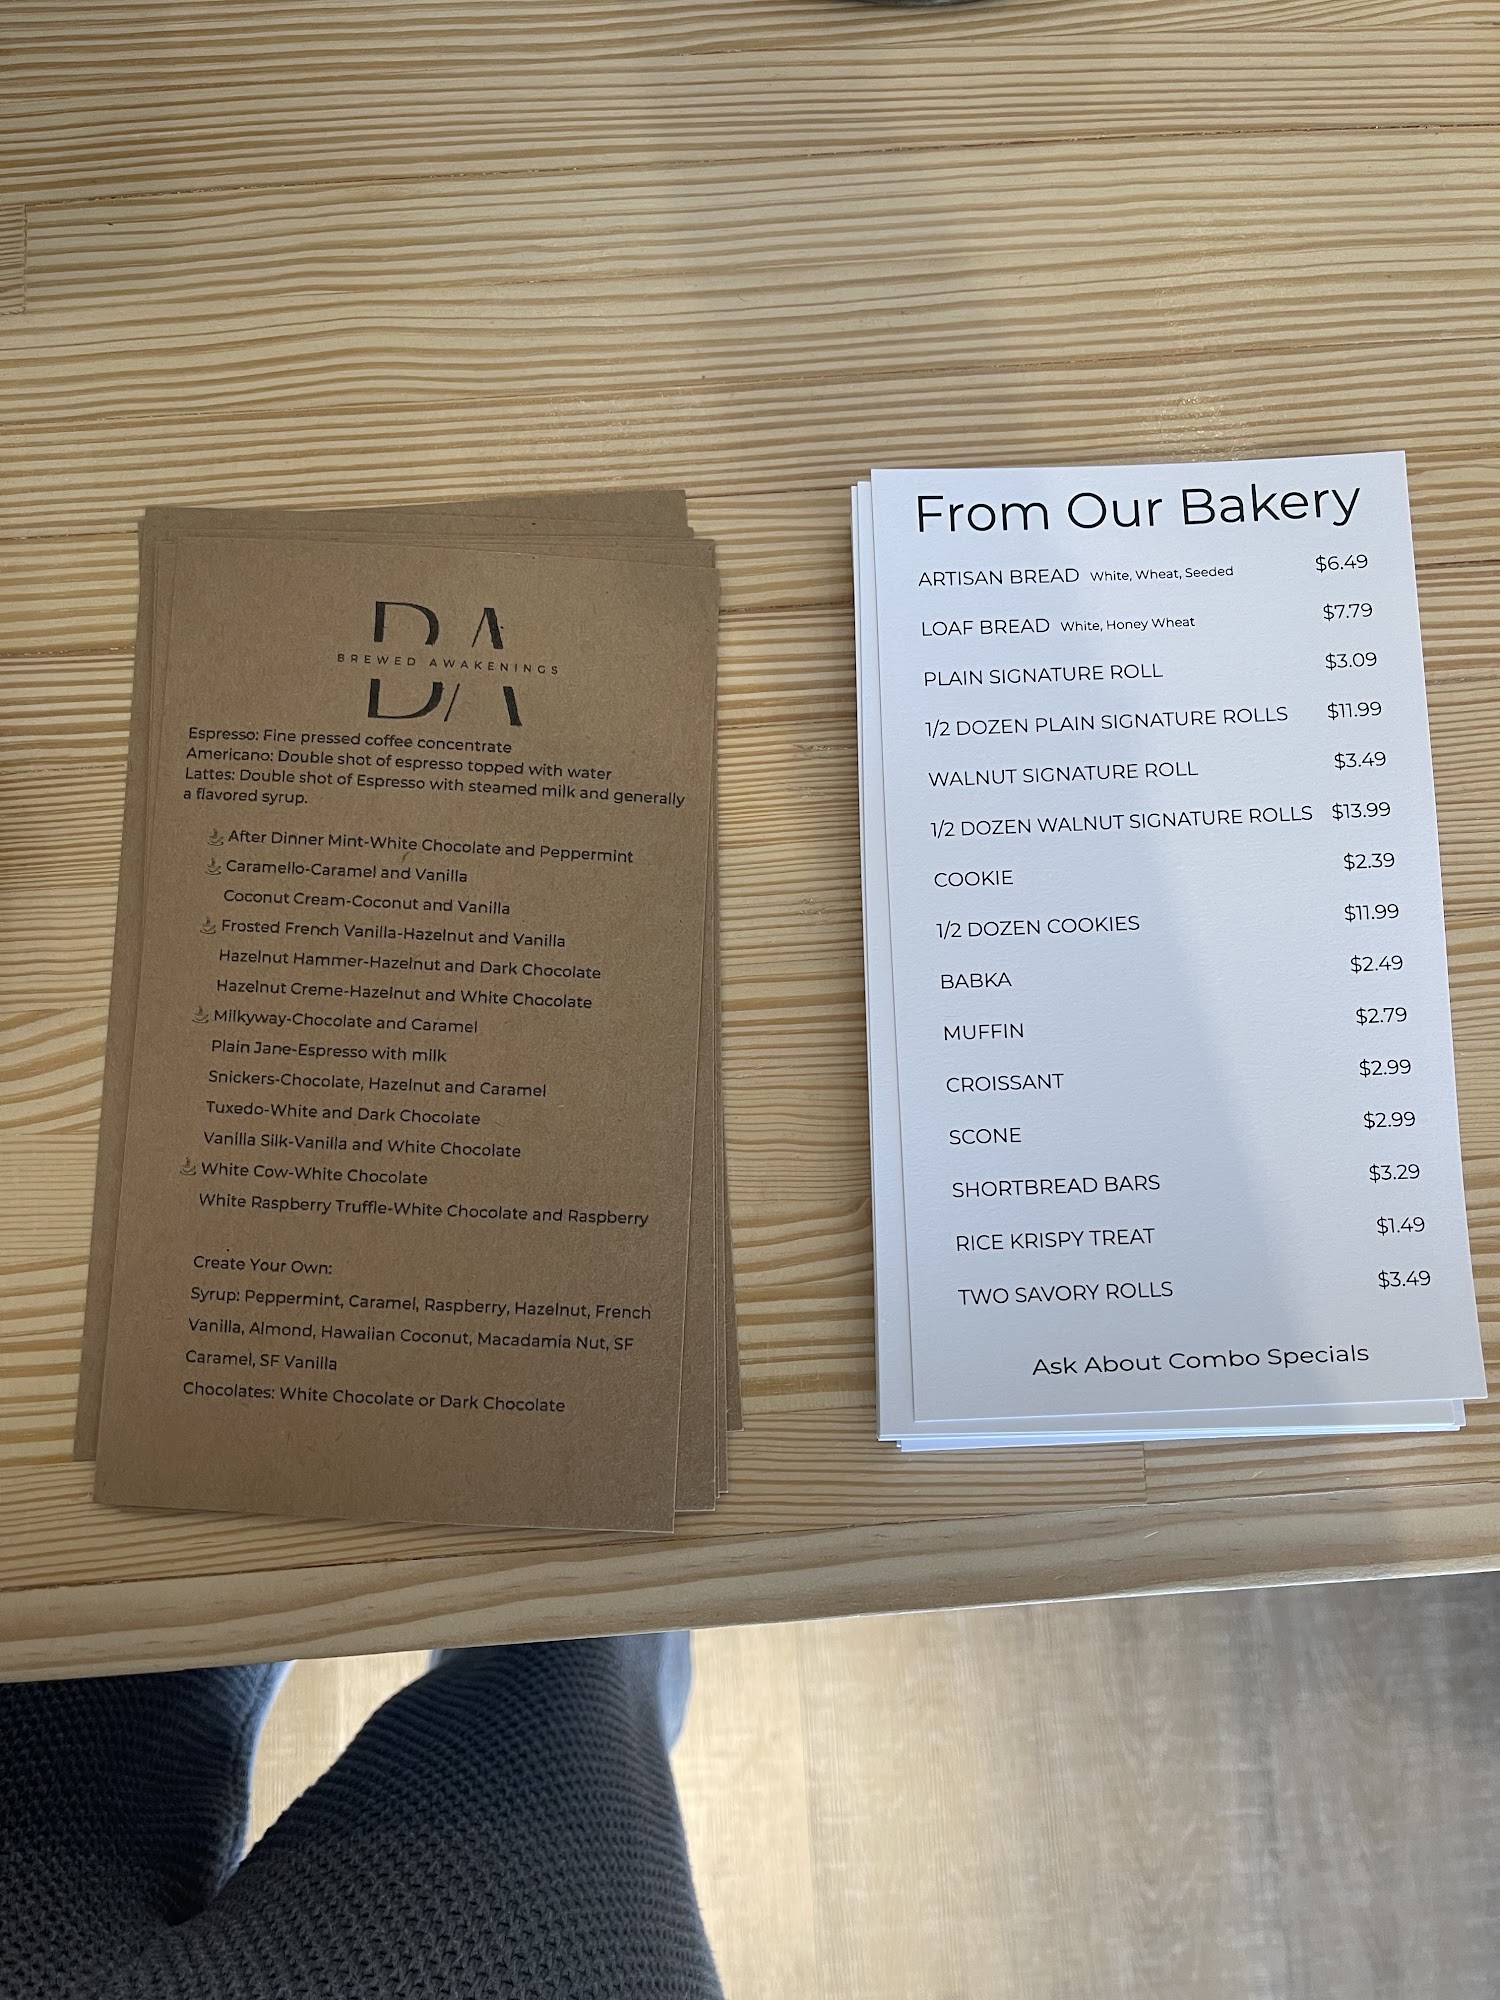 BA
BREWED AWAKENINGS
Espresso: Fine pressed coffee concentrate
Americano: Double shot of espresso topped with water
Lattes: Double shot of Espresso with steamed milk and generally
a flavored syrup.
After Dinner Mint-White Chocolate and Peppermint
Caramello-Caramel and Vanilla
Coconut Cream-Coconut and Vanilla
Frosted French Vanilla-Hazelnut and Vanilla
Hazelnut Hammer-Hazelnut and Dark Chocolate
Hazelnut Creme-Hazelnut and White Chocolate
Milkyway-Chocolate and Caramel
Plain Jane-Espresso with milk
Snickers-Chocolate, Hazelnut and Caramel
Tuxedo-White and Dark Chocolate
Vanilla Silk-Vanilla and White Chocolate
White Cow-White Chocolate
White Raspberry Truffle-White Chocolate and Raspberry
Create Your Own:
Syrup: Peppermint, Caramel, Raspberry, Hazelnut, French
Vanilla, Almond, Hawaiian Coconut, Macadamia Nut, SF
Caramel, SF Vanilla
Chocolates: White Chocolate or Dark Chocolate
From Our Bakery
ARTISAN BREAD White, Wheat, Seeded $6.49
LOAF BREAD White, Honey Wheat $7.79
PLAIN SIGNATURE ROLL $3.09
1/2 DOZEN PLAIN SIGNATURE ROLLS $11.99
WALNUT SIGNATURE ROLL $3.49
1/2 DOZEN WALNUT SIGNATURE ROLLS $13.99
COOKIE $2.39
1/2 DOZEN COOKIES $11.99
BABKA $2.49
MUFFIN $2.79
CROISSANT $2.99
SCONE $2.99
SHORTBREAD BARS $3.29
RICE KRISPY TREAT $1.49
TWO SAVORY ROLLS $3.49
Ask About Combo Specials